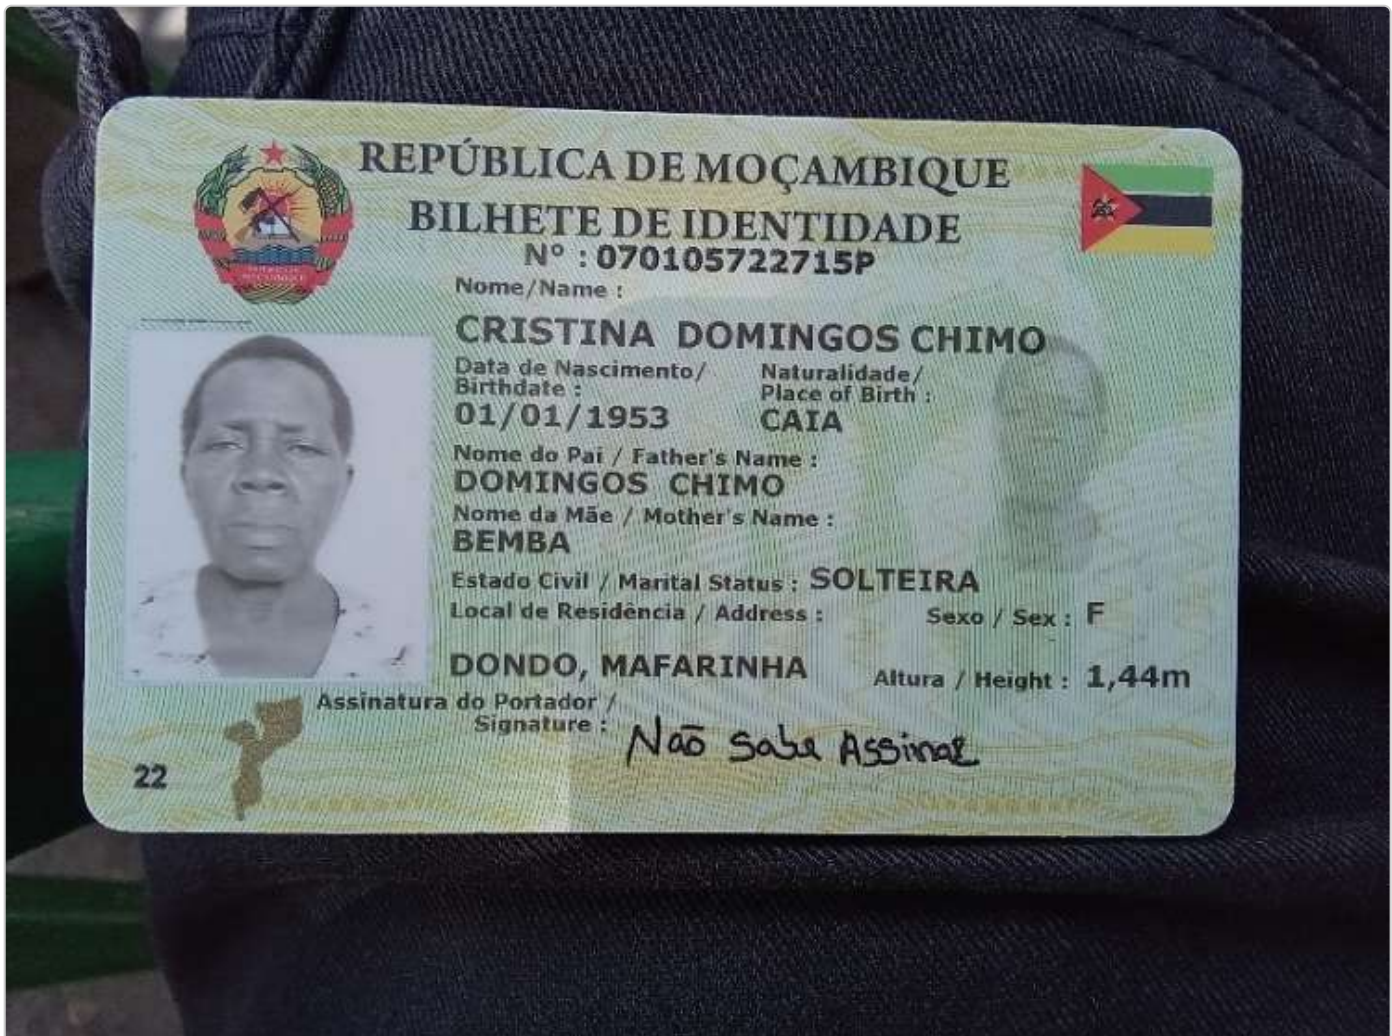 REPÚBLICA DE MOÇAMBIQUE
BILHETE DE IDENTIDADE
Nº : 070105722715P
Nome/Name :
CRISTINA DOMINGOS CHIMO
Data de Nascimento/ Naturalidade/
Birthdate : Place of Birth :
01/01/1953 CAIA
Nome do Pai / Father's Name :
DOMINGOS CHIMO
Nome da Mãe / Mother's Name :
BEMBA
Estado Civil / Marital Status : SOLTEIRA
Local de Residência / Address : Sexo / Sex : F
DONDO, MAFARINHA Altura / Height : 1,44m
Assinatura do Portador /
Signature : Não Sabe Assinar
22